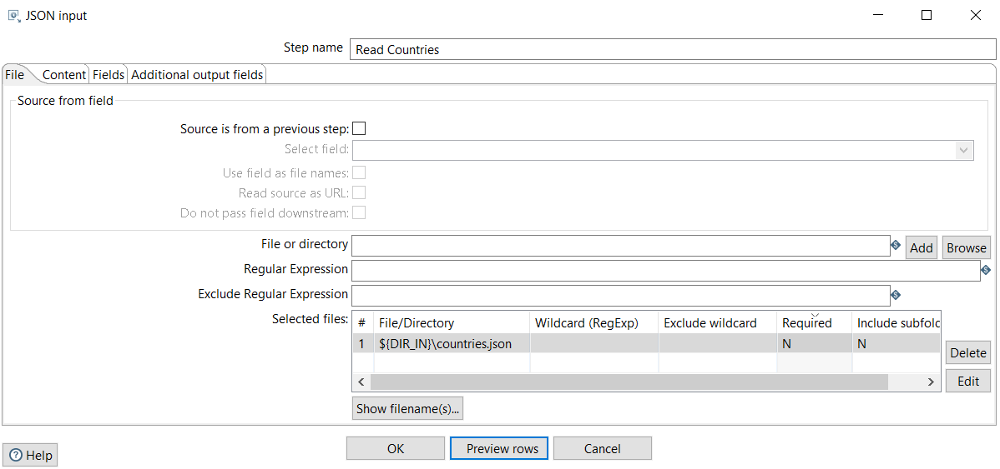 JSON input
Step name Read Countries
File Content Fields Additional output fields
Source from field
Source is from a previous step:
Select field:
Use field as file names:
Read source as URL:
Do not pass field downstream:
File or directory Add Browse
Regular Expression
Exclude Regular Expression
Selected files: # File/Directory Wildcard (RegExp) Exclude wildcard Required Include subfold
1 ${DIR_IN}\countries.json N N
Delete
Edit
Show filename(s)...
Help OK Preview rows Cancel